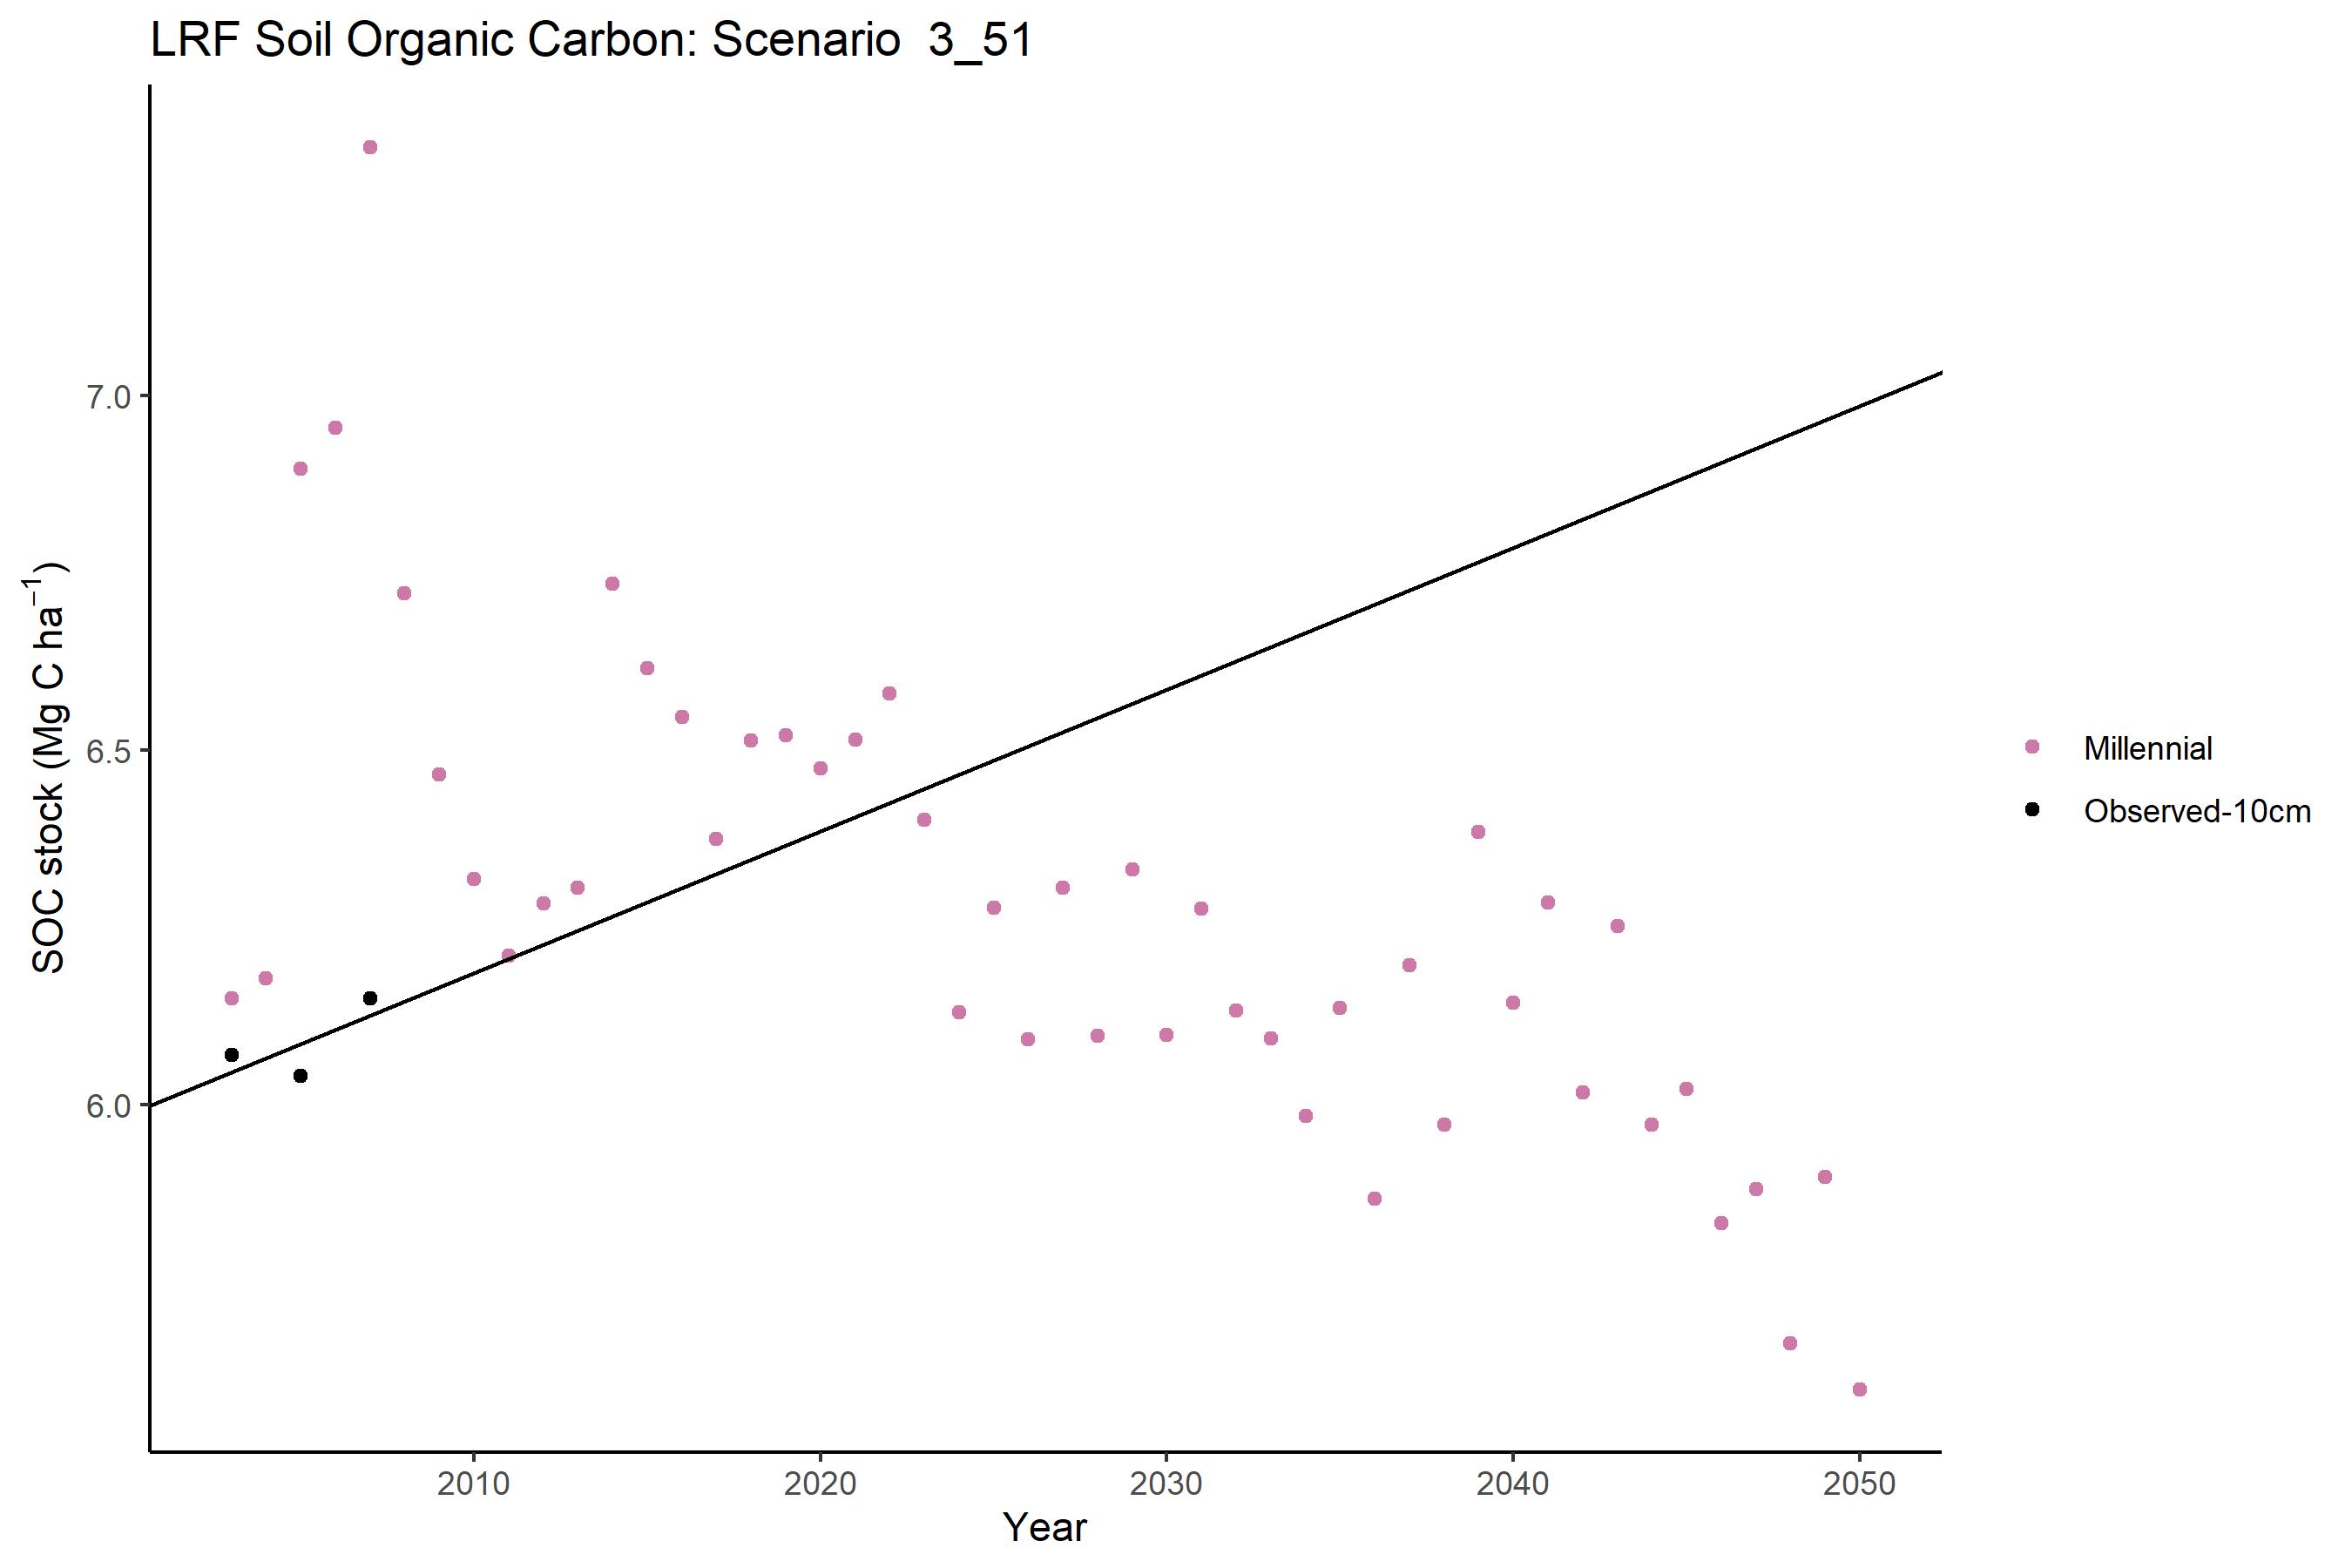 LRF Soil Organic Carbon: Scenario  3_51
SOC stock (Mg C ha⁻¹)
7.0
6.5
6.0
2010
2020
2030
2040
2050
Year
Millennial
Observed-10cm